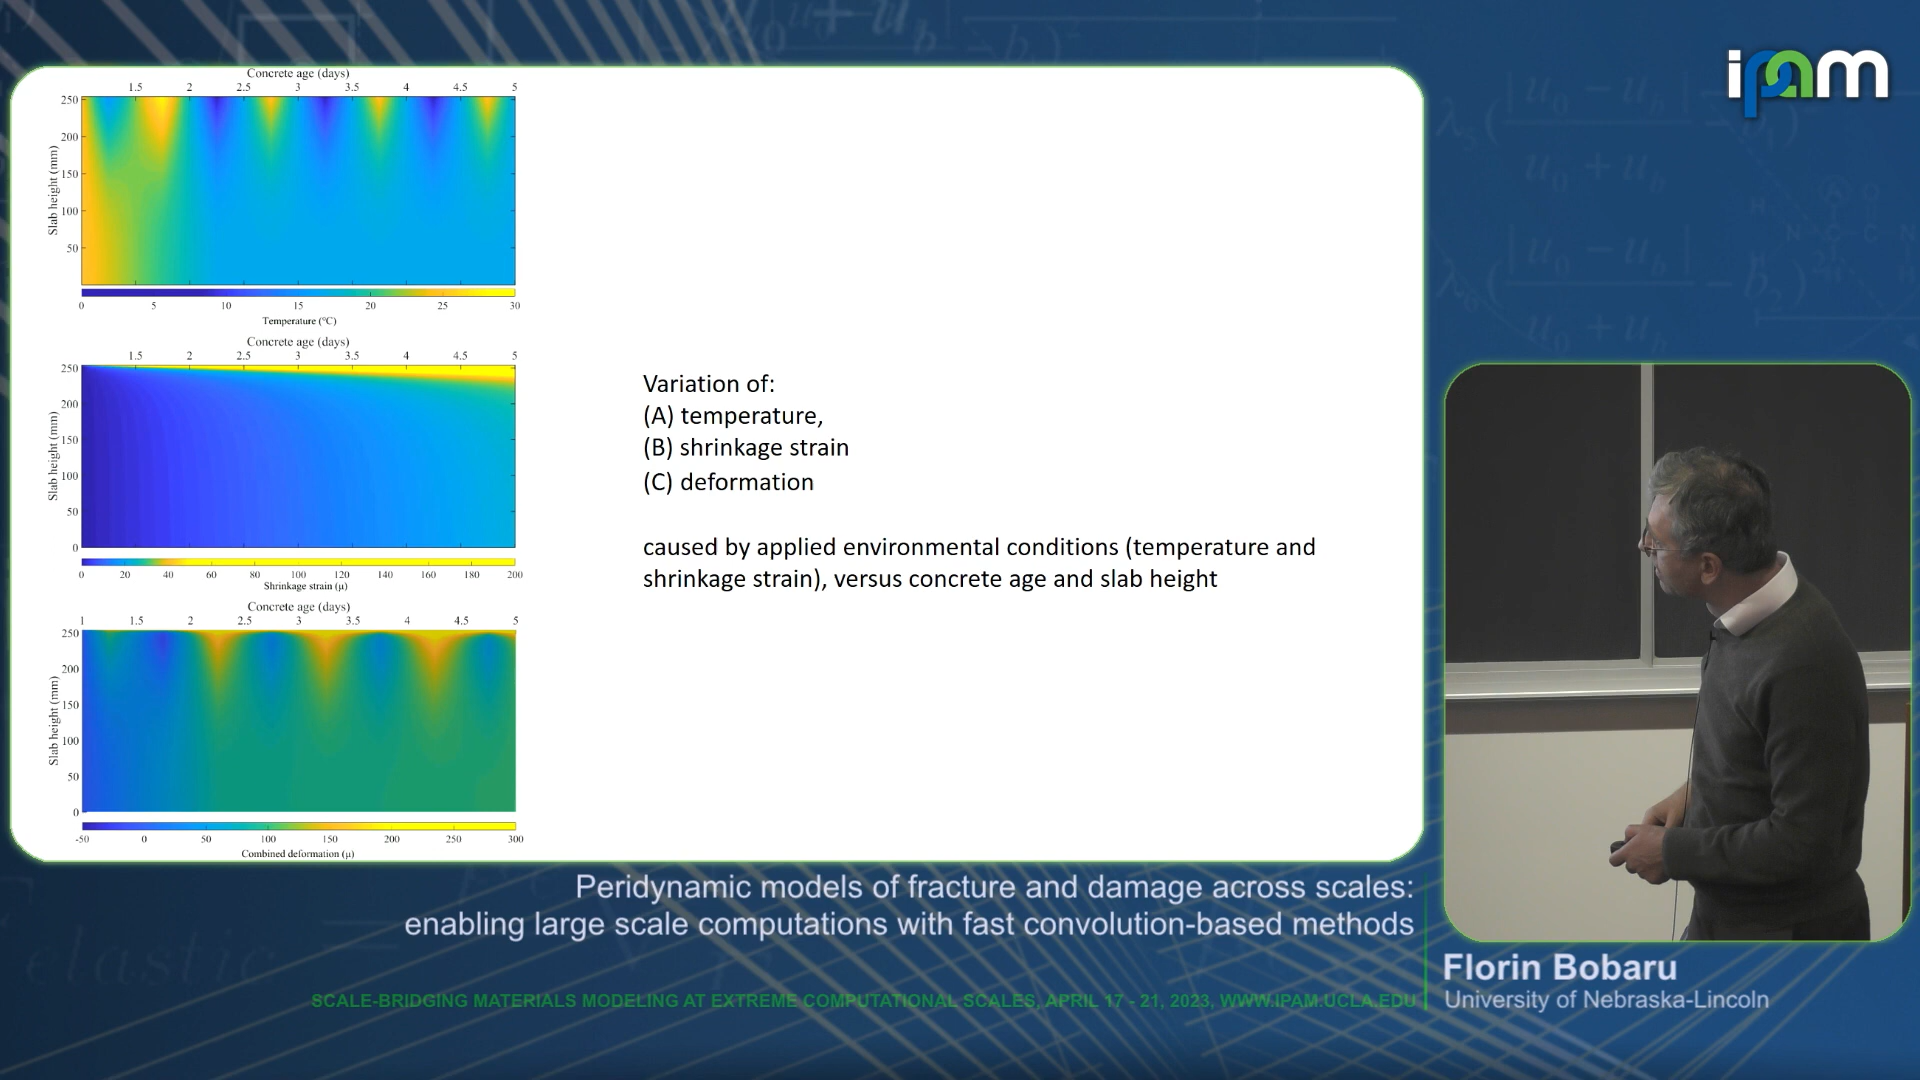 ipam
Concrete age (days)
1.5 2 2.5 3 3.5 4 4.5 5
250
200
150
100
50
Slab height (mm)
0 5 10 15 20 25 30
Temperature (°C)
Concrete age (days)
1.5 2 2.5 3 3.5 4 4.5 5
250
200
150
100
50
0
Slab height (mm)
0 20 40 60 80 100 120 140 160 180 200
Shrinkage strain (μ)
Concrete age (days)
1 1.5 2 2.5 3 3.5 4 4.5 5
250
200
150
100
50
0
Slab height (mm)
-50 0 50 100 150 200 250 300
Combined deformation (μ)
Variation of:
(A) temperature,
(B) shrinkage strain
(C) deformation
caused by applied environmental conditions (temperature and
shrinkage strain), versus concrete age and slab height
Peridynamic models of fracture and damage across scales:
enabling large scale computations with fast convolution-based methods
SCALE-BRIDGING MATERIALS MODELING AT EXTREME COMPUTATIONAL SCALES, APRIL 17 - 21, 2023, WWW.IPAM.UCLA.EDU
Florin Bobaru
University of Nebraska-Lincoln
elastic